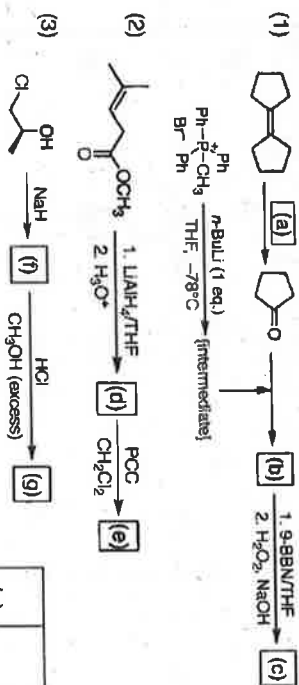 (1)
(a)
O
(b)
1. 9-BBN/THF
2. H₂O₂, NaOH
(c)
Ph
Ph-P⁺-CH₃
Br⁻ Ph
n-BuLi (1 eq.)
THF, -78°C
{intermediate}
(2)
OCH₃
O
1. LiAlH₄/THF
2. H₃O⁺
(d)
PCC
CH₂Cl₂
(e)
(3)
Cl
OH
NaH
(f)
HCl
CH₃OH (excess)
(g)